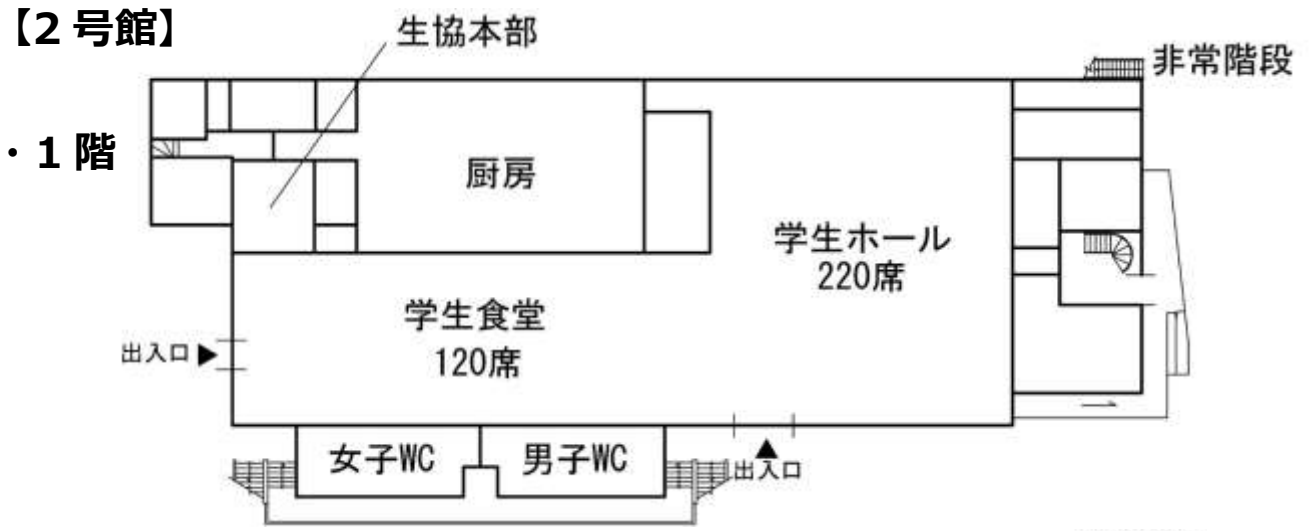 【2号館】
生協本部
非常階段
・1階
厨房
学生ホール
220席
学生食堂
120席
出入口
女子WC
男子WC
出入口